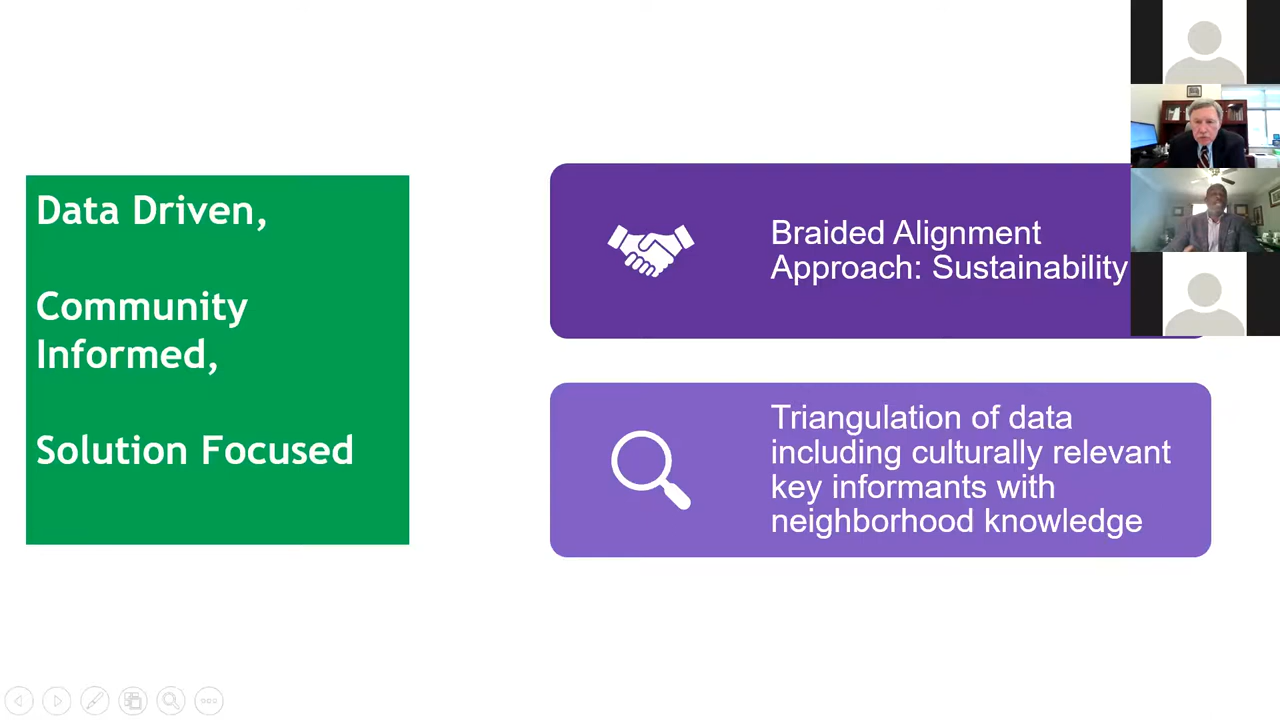 Data Driven,
Community
Informed,
Solution Focused
Braided Alignment
Approach: Sustainability
Triangulation of data
including culturally relevant
key informants with
neighborhood knowledge